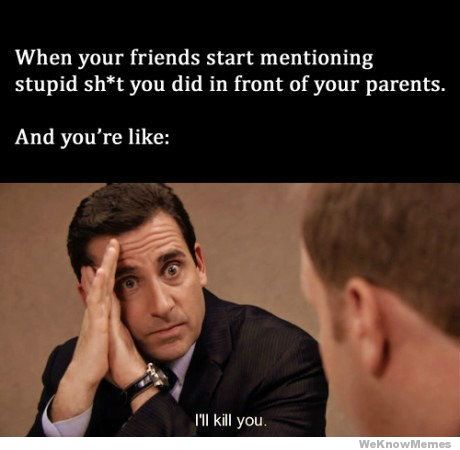 When your friends start mentioning
stupid sh*t you did in front of your parents.
And you're like:
I'll kill you.
WeKnowMemes